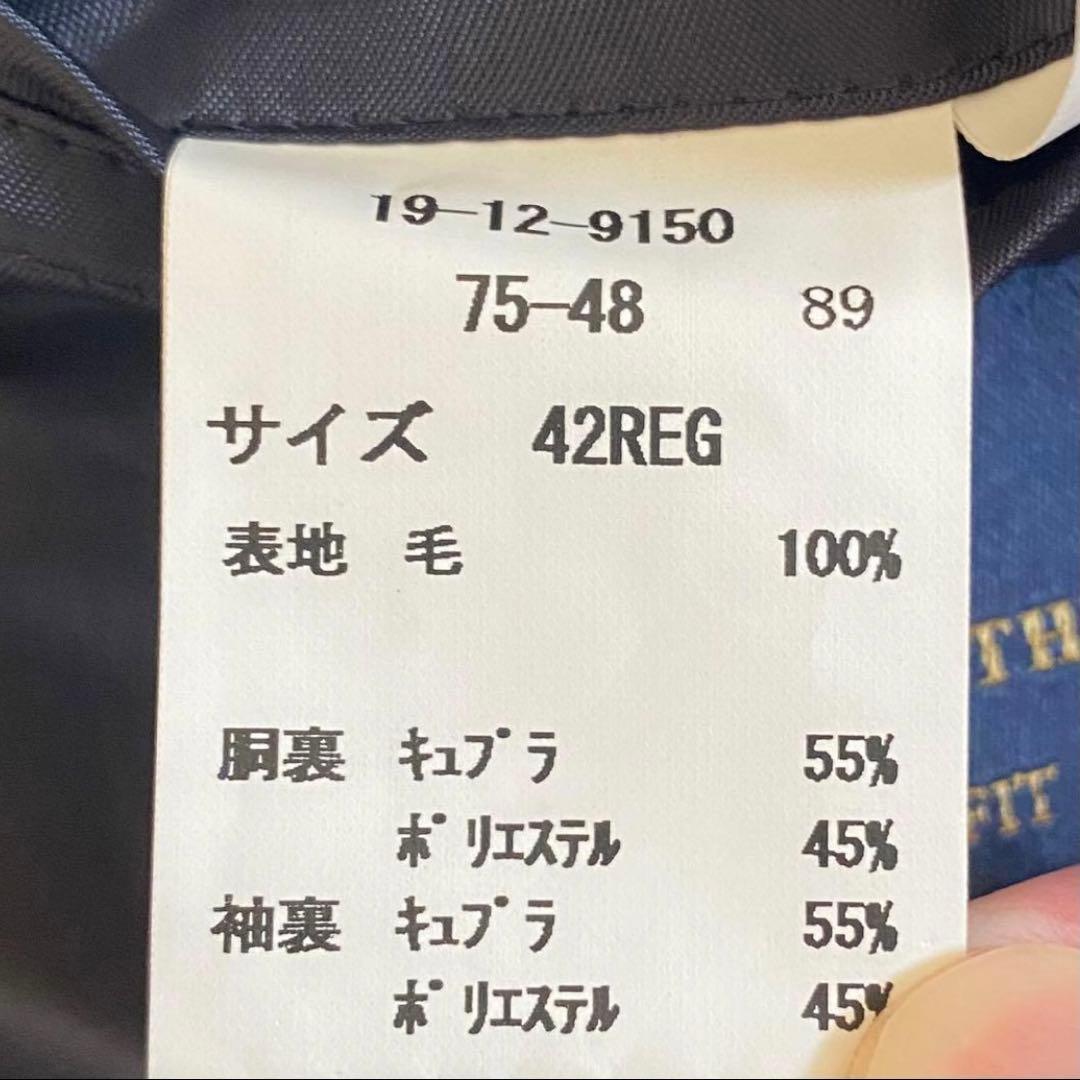 19-12-9150
75-48 89
サイズ 42REG
表地 毛 100%
胴裏 キュプラ 55%
ポリエステル 45%
袖裏 キュプラ 55%
ポリエステル 45%
TH
FIT